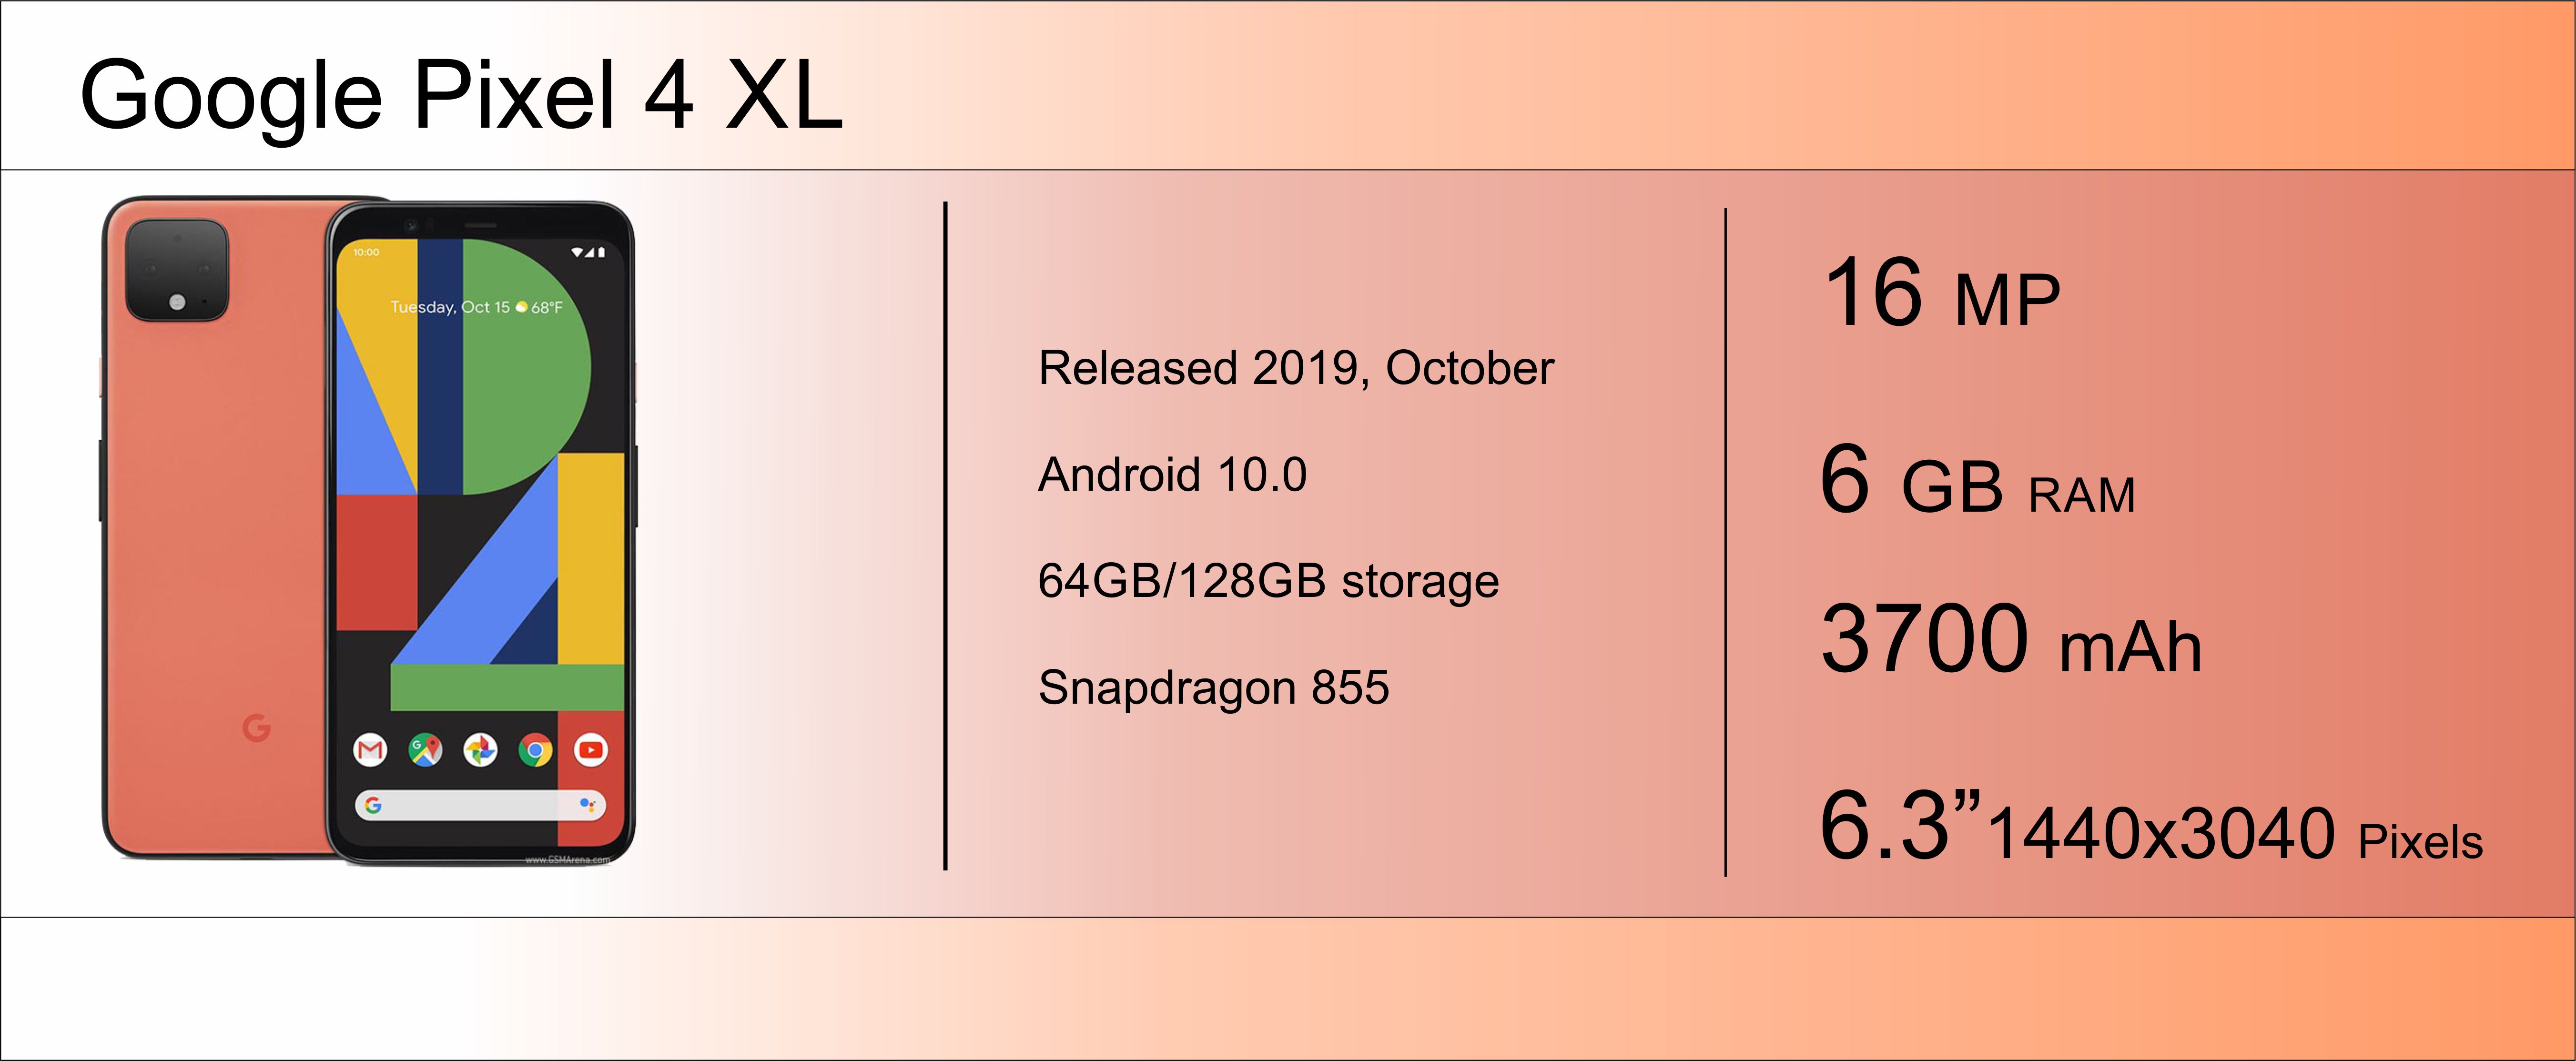 Google Pixel 4 XL
10:00
Tuesday, Oct 15 68°F
G
www.GSMArena.com
Released 2019, October
Android 10.0
64GB/128GB storage
Snapdragon 855
16 MP
6 GB RAM
3700 mAh
6.3”1440x3040 Pixels